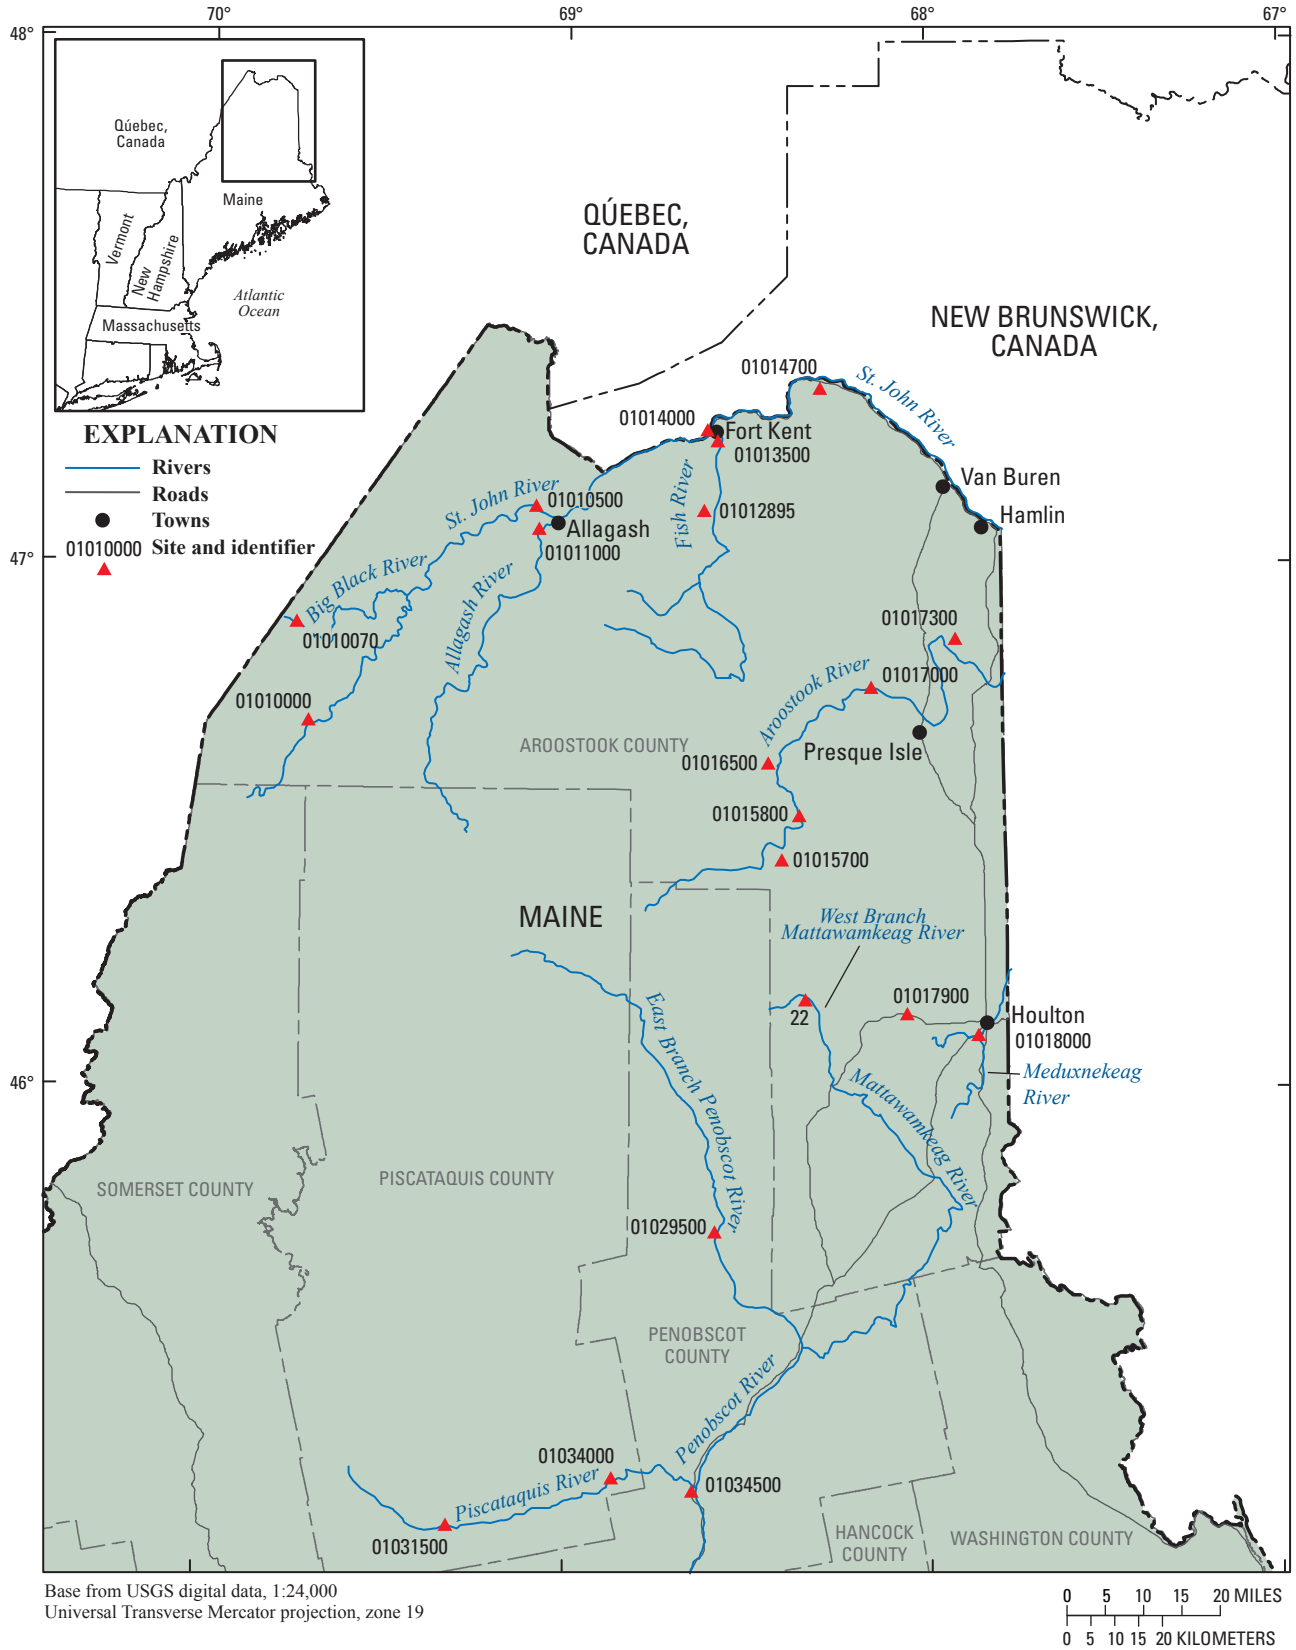 70°
69°
68°
67°
48°
Qúebec,
Canada
Maine
Vermont
New
Hampshire
Atlantic
Ocean
Massachusetts
QÚEBEC,
CANADA
NEW BRUNSWICK,
CANADA
EXPLANATION
Rivers
Roads
Towns
01010000 Site and identifier
01014700
St. John River
01014000
Fort Kent
01013500
Van Buren
Hamlin
St. John River
01010500
Allagash
01011000
Fish River
01012895
47°
Big Black River
01010070
Allagash River
01017300
01017000
Aroostook River
01010000
AROOSTOOK COUNTY
Presque Isle
01016500
01015800
01015700
MAINE
West Branch
Mattawamkeag River
22
01017900
Houlton
01018000
46°
Meduxnekeag
River
East Branch Penobscot River
Mattawamkeag River
SOMERSET COUNTY
PISCATAQUIS COUNTY
01029500
PENOBSCOT
COUNTY
Penobscot River
01034000
Piscataquis River
01034500
01031500
HANCOCK
COUNTY
WASHINGTON COUNTY
Base from USGS digital data, 1:24,000
Universal Transverse Mercator projection, zone 19
0 5 10 15 20 MILES
0 5 10 15 20 KILOMETERS